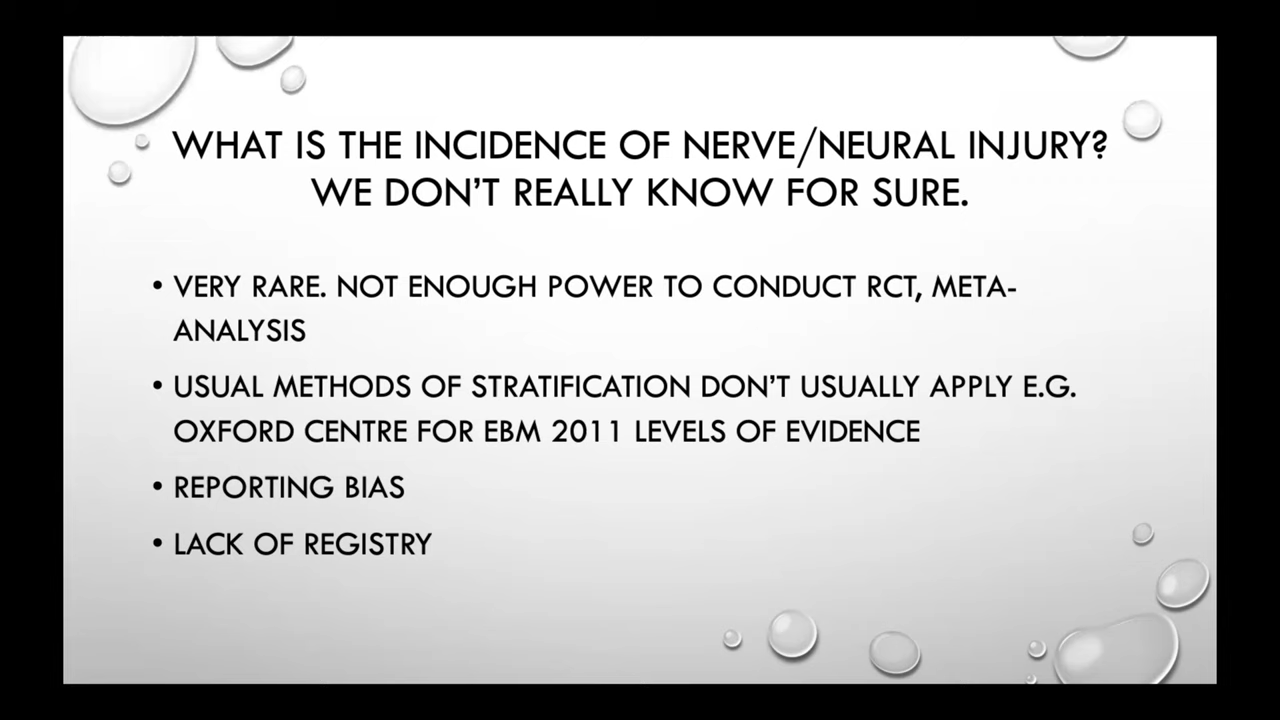 WHAT IS THE INCIDENCE OF NERVE/NEURAL INJURY?
WE DON'T REALLY KNOW FOR SURE.
• VERY RARE. NOT ENOUGH POWER TO CONDUCT RCT, META-
ANALYSIS
• USUAL METHODS OF STRATIFICATION DON'T USUALLY APPLY E.G.
OXFORD CENTRE FOR EBM 2011 LEVELS OF EVIDENCE
• REPORTING BIAS
• LACK OF REGISTRY